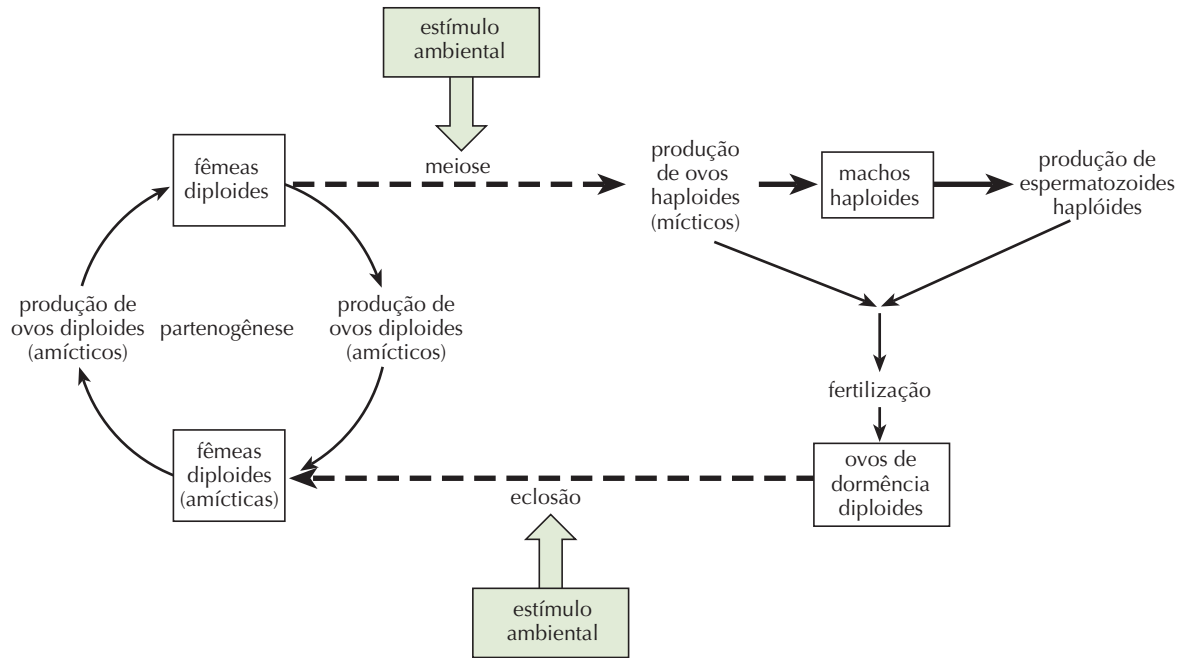 estímulo
ambiental
fêmeas
diploides
meiose
produção
de ovos
haploides
(mícticos)
machos
haploides
produção de
espermatozoides
haplóides
produção de
ovos diploides
(amícticos)
partenogênese
produção de
ovos diploides
(amícticos)
fertilização
fêmeas
diploides
(amícticas)
eclosão
ovos de
dormência
diploides
estímulo
ambiental